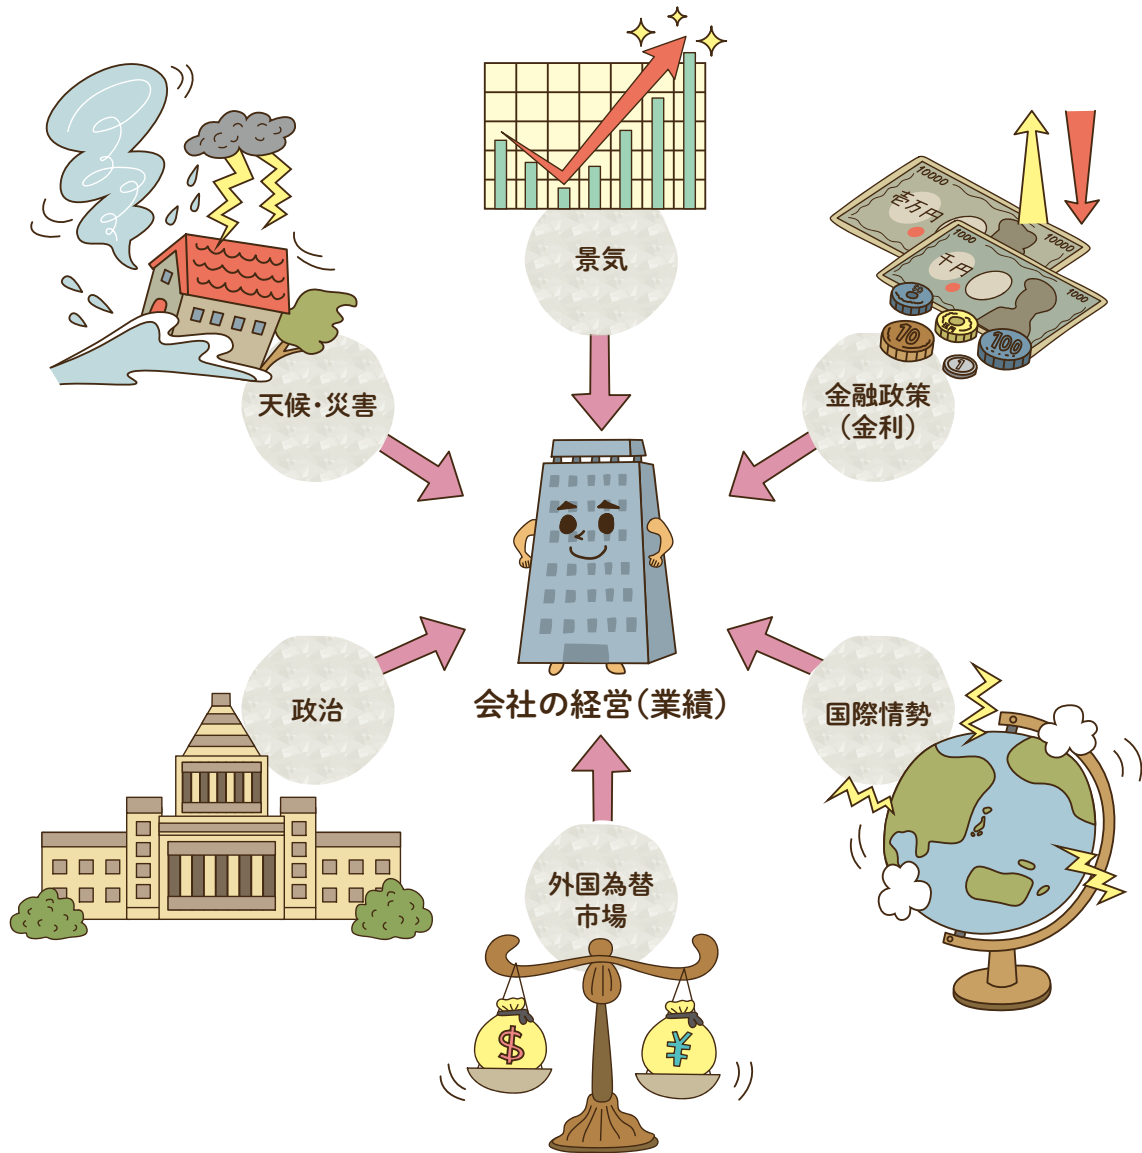 景気
10000
壱万円
10000
1000
千円
1000
10
100
1
天候・災害
金融政策
（金利）
会社の経営（業績）
政治
国際情勢
外国為替
市場
$
¥